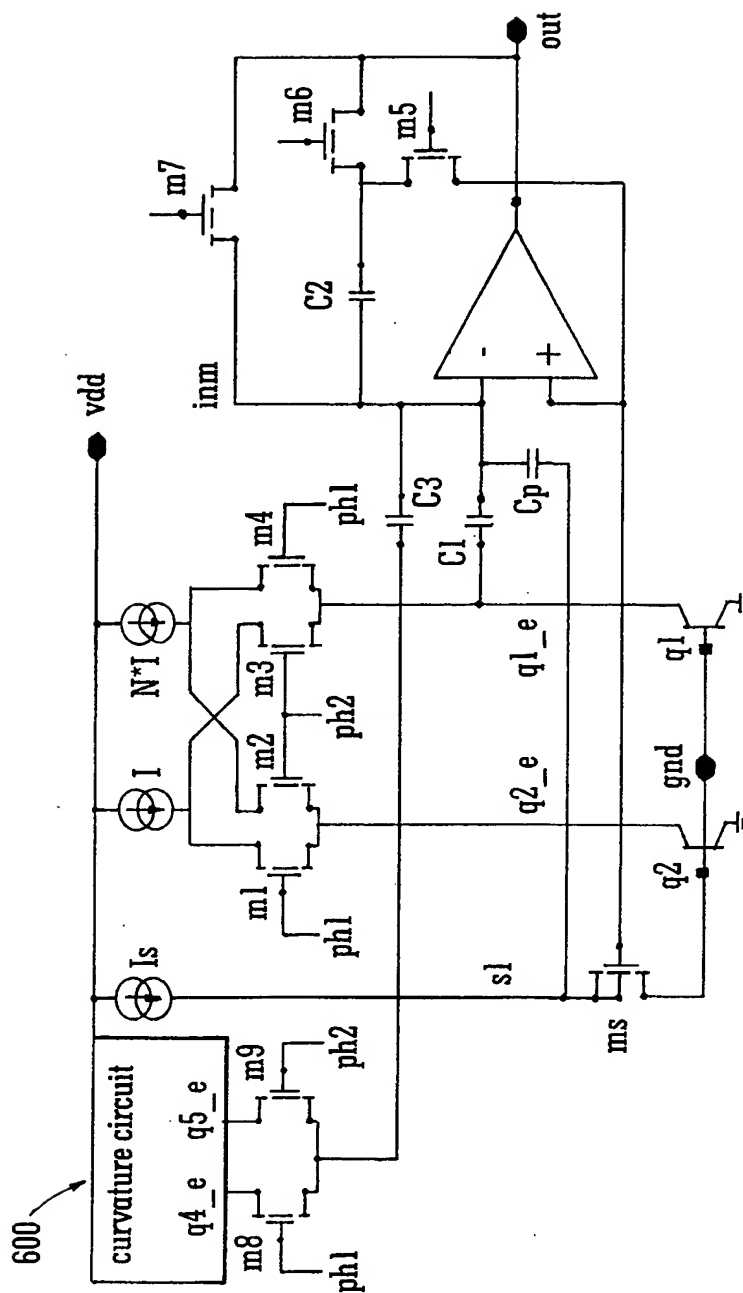 600
curvature circuit
q4_e
q5_e
m8
m9
ph1
ph2
vdd
Is
I
N*I
m1
m2
m3
m4
ph1
ph2
ph1
s1
ms
q2_e
q1_e
q2
gnd
q1
C3
C1
Cp
inm
C2
m7
m6
m5
-
+
out